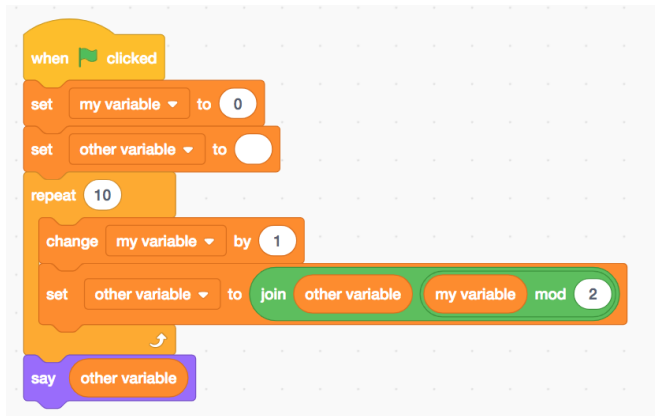 when clicked
set my variable to 0
set other variable to
repeat 10
change my variable by 1
set other variable to join other variable my variable mod 2
say other variable